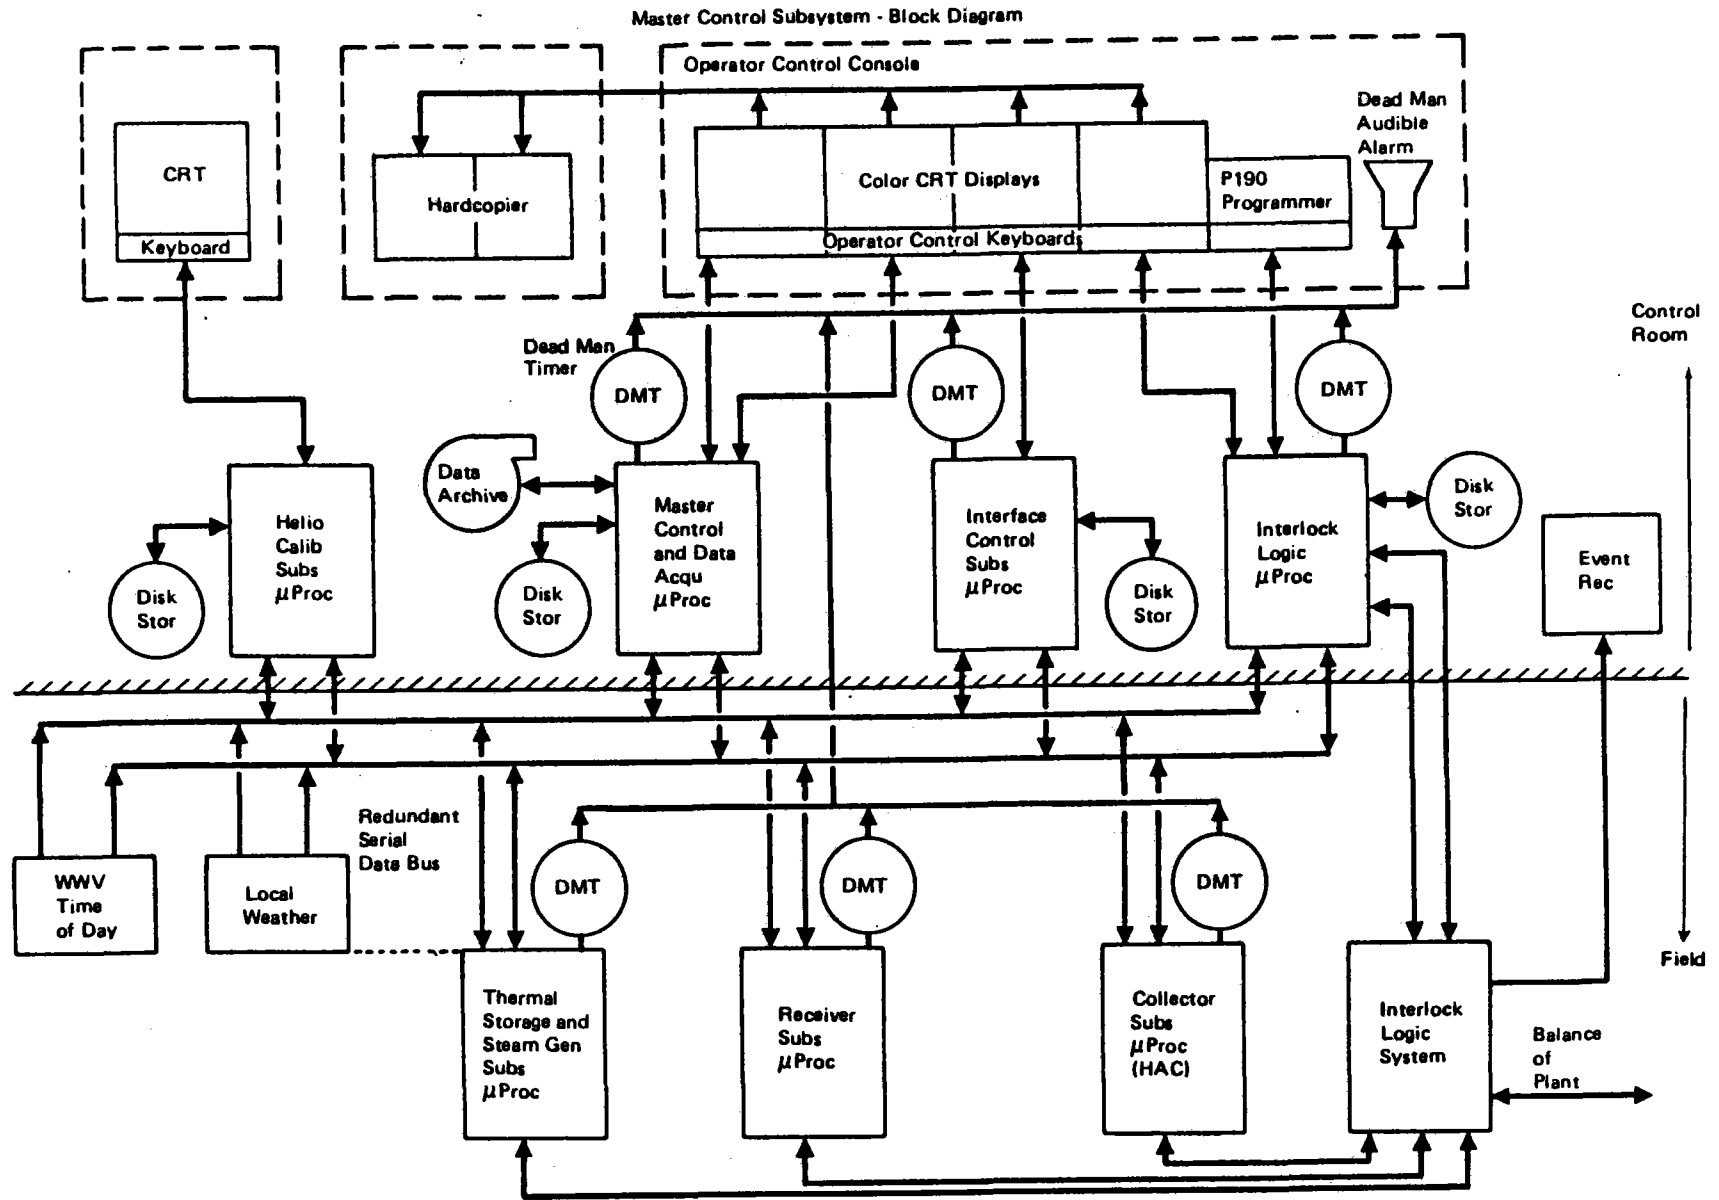 Master Control Subsystem - Block Diagram
Operator Control Console
Dead Man
Audible
Alarm
CRT
Keyboard
Hardcopier
Color CRT Displays
Operator Control Keyboards
P190
Programmer
Control
Room
Dead Man
Timer
DMT
DMT
DMT
Data
Archive
Helio
Calib
Subs
μProc
Disk
Stor
Master
Control
and Data
Acqu
μProc
Disk
Stor
Interface
Control
Subs
μProc
Disk
Stor
Interlock
Logic
μProc
Disk
Stor
Event
Rec
Redundant
Serial
Data Bus
WWV
Time
of Day
Local
Weather
DMT
DMT
DMT
Field
Thermal
Storage and
Steam Gen
Subs
μProc
Receiver
Subs
μProc
Collector
Subs
μProc
(HAC)
Interlock
Logic
System
Balance
of
Plant